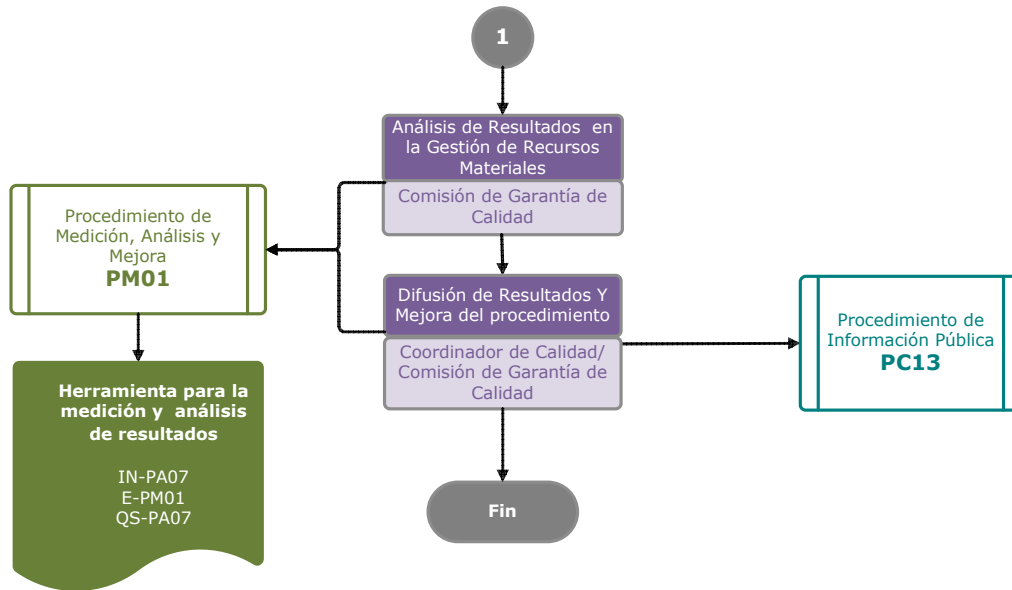 1
Análisis de Resultados en
la Gestión de Recursos
Materiales
Comisión de Garantía de
Calidad
Procedimiento de
Medición, Análisis y
Mejora
PM01
Difusión de Resultados Y
Mejora del procedimiento
Coordinador de Calidad/
Comisión de Garantía de
Calidad
Procedimiento de
Información Pública
PC13
Herramienta para la
medición y análisis
de resultados
IN-PA07
E-PM01
QS-PA07
Fin